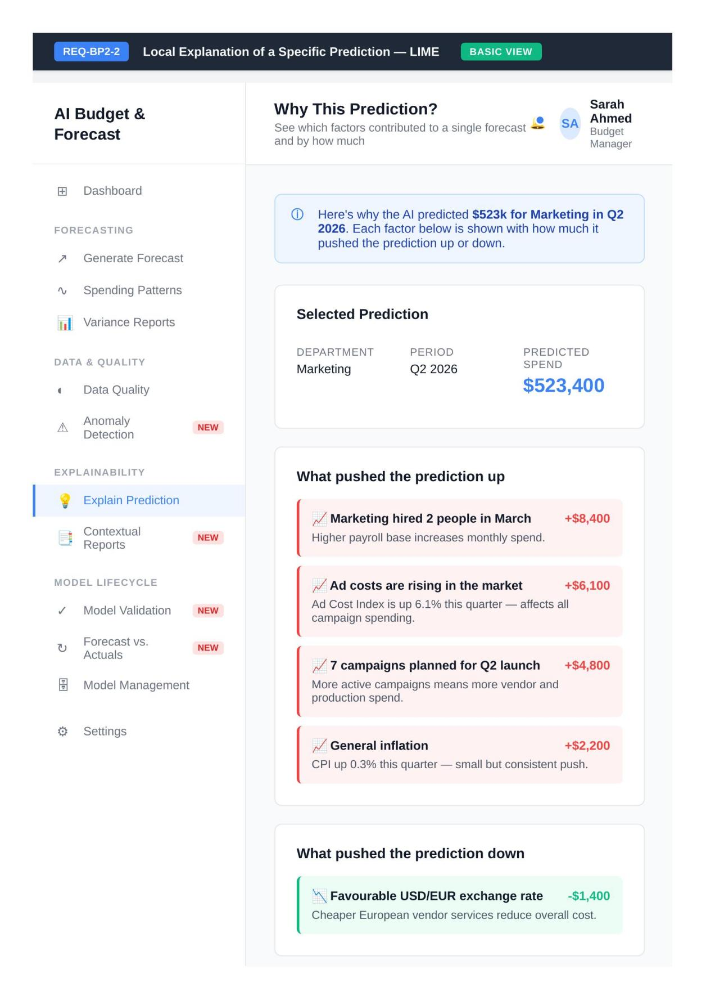 REQ-BP2-2 Local Explanation of a Specific Prediction — LIME BASIC VIEW
AI Budget &
Forecast
Dashboard
FORECASTING
Generate Forecast
Spending Patterns
Variance Reports
DATA & QUALITY
Data Quality
Anomaly
Detection
NEW
EXPLAINABILITY
Explain Prediction
Contextual
Reports
NEW
MODEL LIFECYCLE
Model Validation NEW
Forecast vs.
Actuals
NEW
Model Management
Settings
Why This Prediction?
See which factors contributed to a single forecast
and by how much
SA
Sarah
Ahmed
Budget
Manager
Here's why the AI predicted $523k for Marketing in Q2
2026. Each factor below is shown with how much it
pushed the prediction up or down.
Selected Prediction
DEPARTMENT
Marketing
PERIOD
Q2 2026
PREDICTED
SPEND
$523,400
What pushed the prediction up
Marketing hired 2 people in March +$8,400
Higher payroll base increases monthly spend.
Ad costs are rising in the market +$6,100
Ad Cost Index is up 6.1% this quarter — affects all
campaign spending.
7 campaigns planned for Q2 launch +$4,800
More active campaigns means more vendor and
production spend.
General inflation +$2,200
CPI up 0.3% this quarter — small but consistent push.
What pushed the prediction down
Favourable USD/EUR exchange rate -$1,400
Cheaper European vendor services reduce overall cost.